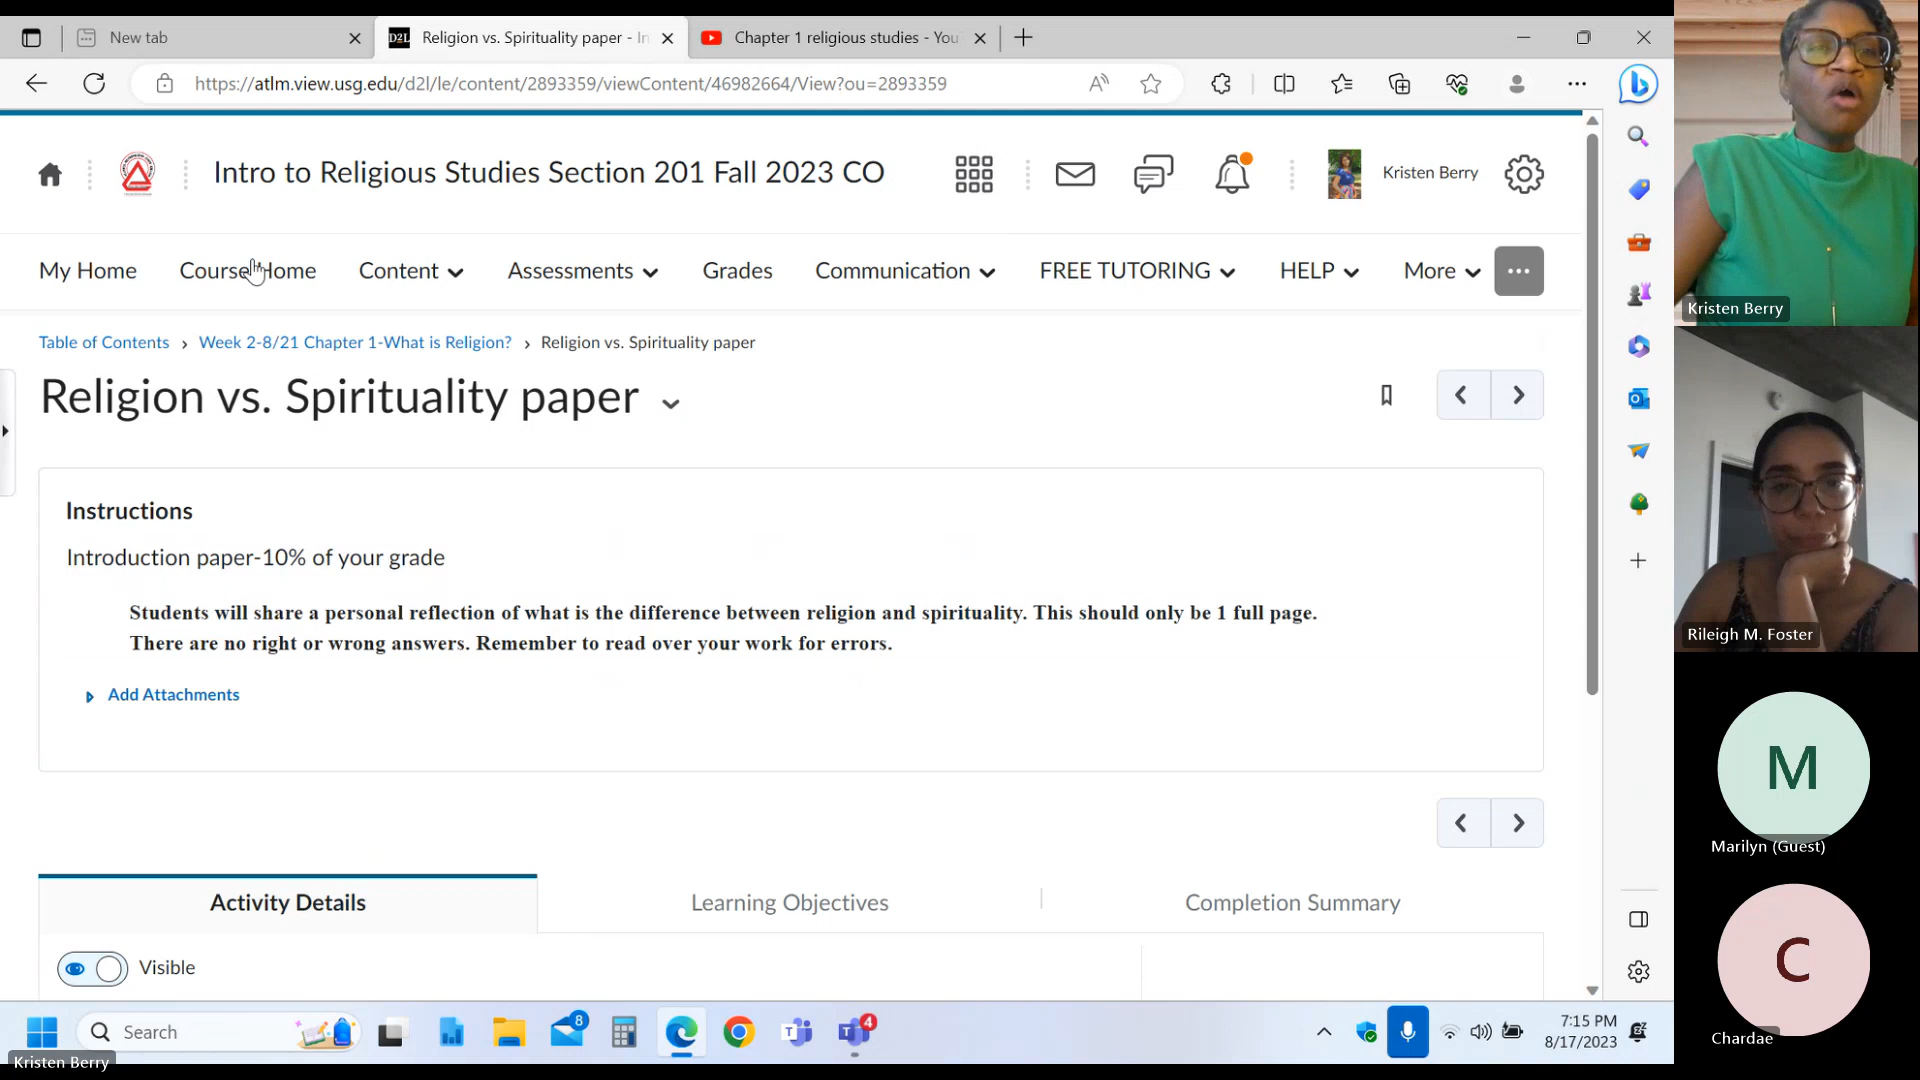 New tab
D2L
Religion vs. Spirituality paper - In
Chapter 1 religious studies - You
https://atlm.view.usg.edu/d2l/le/content/2893359/viewContent/46982664/View?ou=2893359
Intro to Religious Studies Section 201 Fall 2023 CO
Kristen Berry
My Home
Course Home
Content
Assessments
Grades
Communication
FREE TUTORING
HELP
More
Table of Contents › Week 2-8/21 Chapter 1-What is Religion? › Religion vs. Spirituality paper
Religion vs. Spirituality paper
Instructions
Introduction paper-10% of your grade
Students will share a personal reflection of what is the difference between religion and spirituality. This should only be 1 full page.
There are no right or wrong answers. Remember to read over your work for errors.
Add Attachments
Activity Details
Learning Objectives
Completion Summary
Visible
Search
8
4
7:15 PM
8/17/2023
Kristen Berry
Kristen Berry
Rileigh M. Foster
M
Marilyn (Guest)
C
Chardae